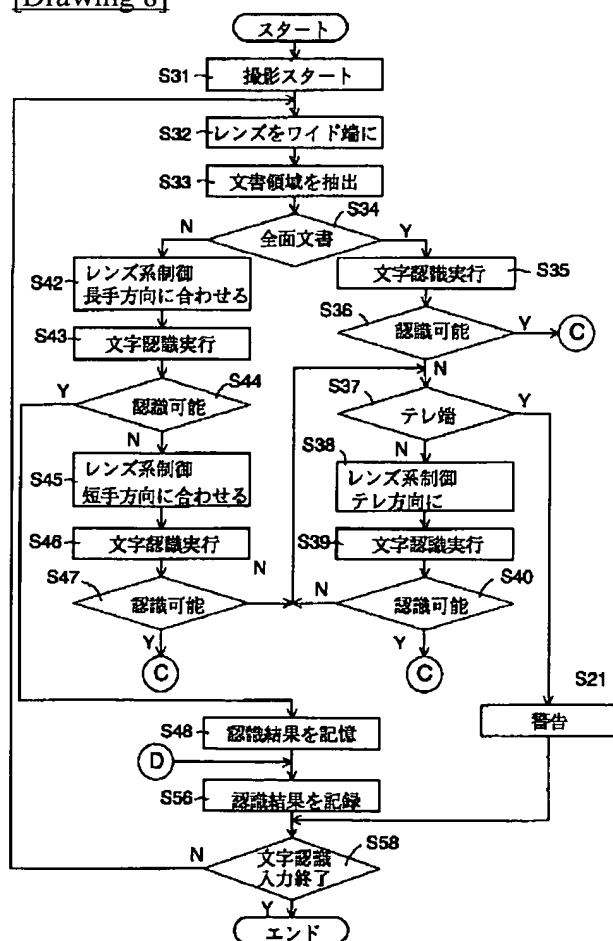 [Drawing 8]
スタート
S31
撮影スタート
S32
レンズをワイド端に
S33
文書領域を抽出
S34
N
全面文書
Y
S42
レンズ系制御
長手方向に合わせる
文字認識実行
S35
S43
文字認識実行
S36
認識可能
Y
C
N
S44
Y
認識可能
N
S37
テレ端
Y
N
S45
レンズ系制御
短手方向に合わせる
S38
レンズ系制御
テレ方向に
S46
文字認識実行
S39
文字認識実行
S47
認識可能
N
Y
C
S40
N
認識可能
Y
C
S21
警告
S48
認識結果を記憶
D
S56
認識結果を記録
S58
N
文字認識
入力終了
Y
エンド